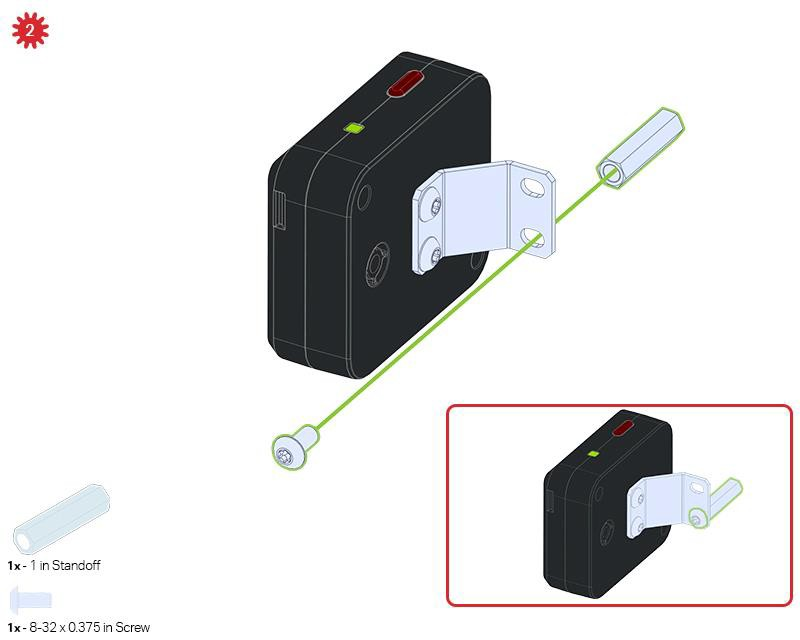 2
1x - 1 in Standoff
1x - 8-32 x 0.375 in Screw